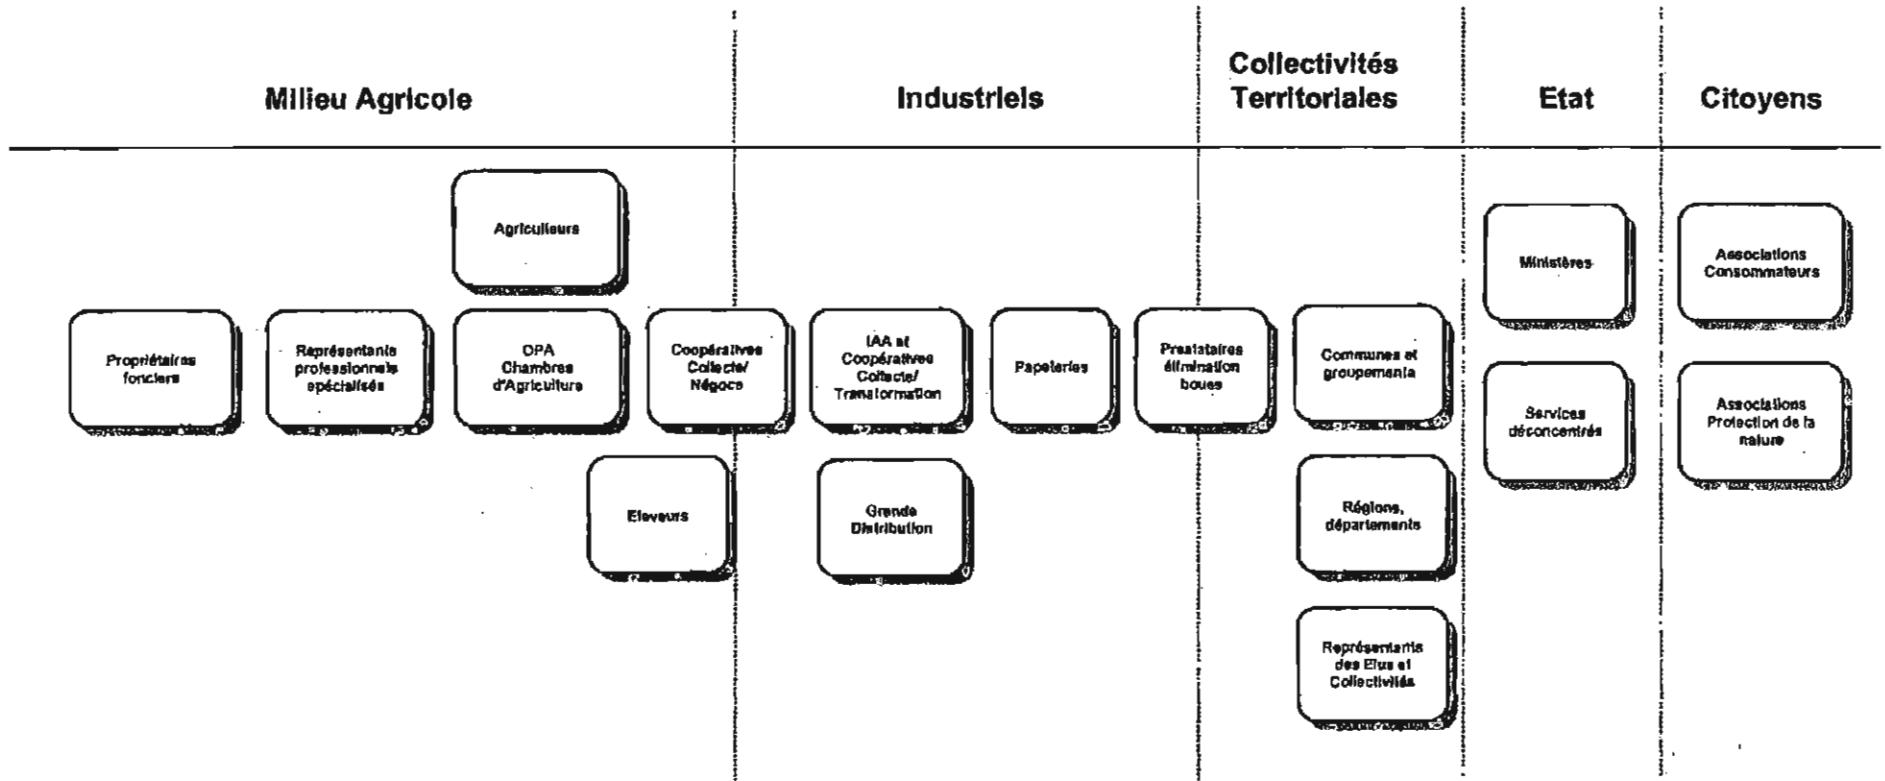 Milieu Agricole
Industriels
Collectivités
Territoriales
Etat
Citoyens
Agriculteurs
Propriétaires
fonciers
Représentants
professionnels
spécialisés
OPA
Chambres
d'Agriculture
Coopératives
Collecte/
Négoce
IAA et
Coopératives
Collecte/
Transformation
Papeteries
Prestataires
élimination
boues
Communes et
groupements
Ministères
Associations
Consommateurs
Services
déconcentrés
Associations
Protection de la
nature
Eleveurs
Grande
Distribution
Régions,
départements
Représentants
des Elus et
Collectivités